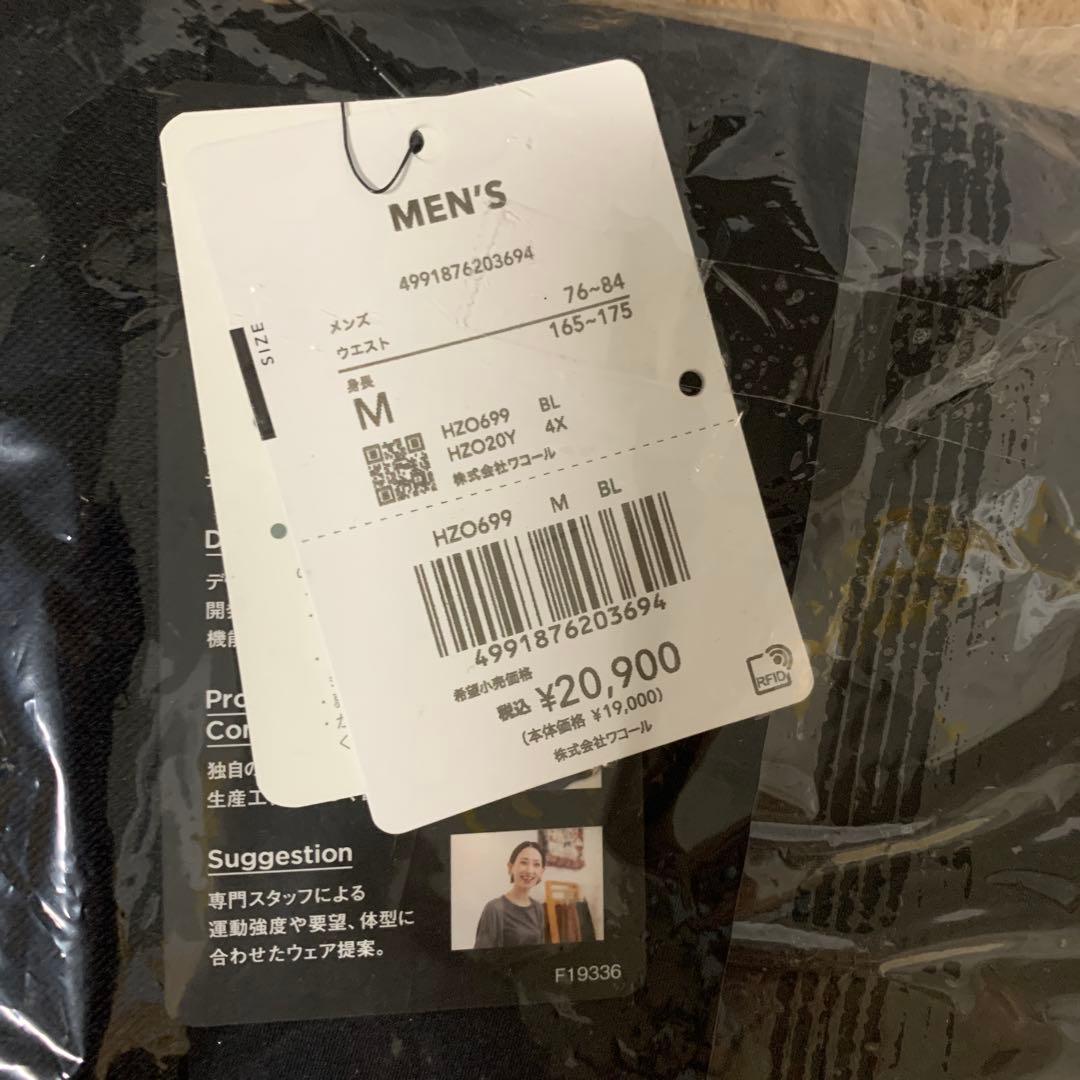 MEN'S
4991876203694
SIZE
メンズ
ウエスト 76~84
身長 165~175
M
HZO699 BL
HZO20Y 4X
株式会社ワコール
HZO699 M BL
4991876203694
希望小売価格
税込 ¥20,900
(本体価格 ¥19,000)
株式会社ワコール
RFID
独自の
Suggestion
専門スタッフによる
運動強度や要望、体型に
合わせたウェア提案。
F19336